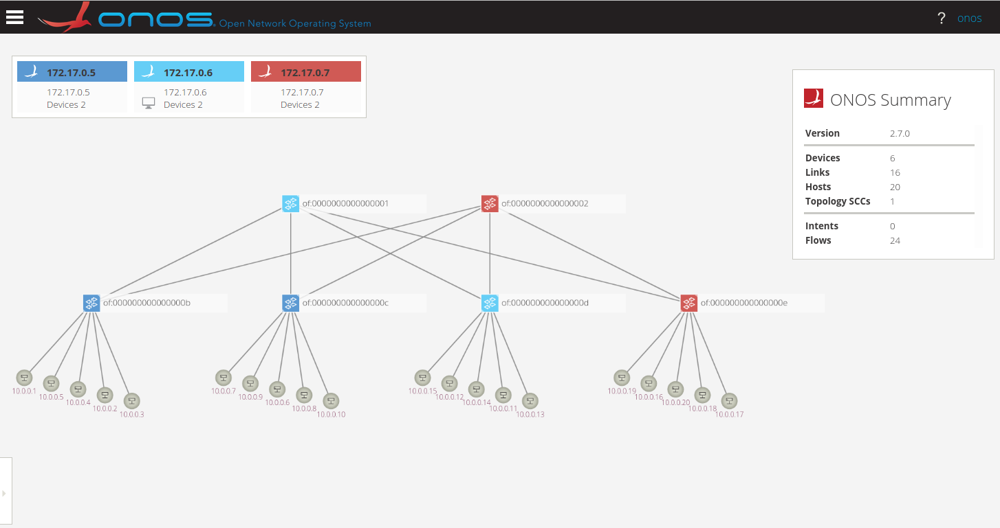 onos Open Network Operating System ? onos
172.17.0.5 172.17.0.6 172.17.0.7
172.17.0.5 172.17.0.6 172.17.0.7
Devices 2 Devices 2 Devices 2
ONOS Summary
Version 2.7.0
Devices 6
Links 16
Hosts 20
Topology SCCs 1
Intents 0
Flows 24
of:0000000000000001 of:0000000000000002
of:000000000000000b of:000000000000000c of:000000000000000d of:000000000000000e
10.0.0.1 10.0.0.5 10.0.0.4 10.0.0.2 10.0.0.3
10.0.0.7 10.0.0.9 10.0.0.6 10.0.0.8 10.0.0.10
10.0.0.15 10.0.0.12 10.0.0.14 10.0.0.11 10.0.0.13
10.0.0.19 10.0.0.16 10.0.0.20 10.0.0.18 10.0.0.17